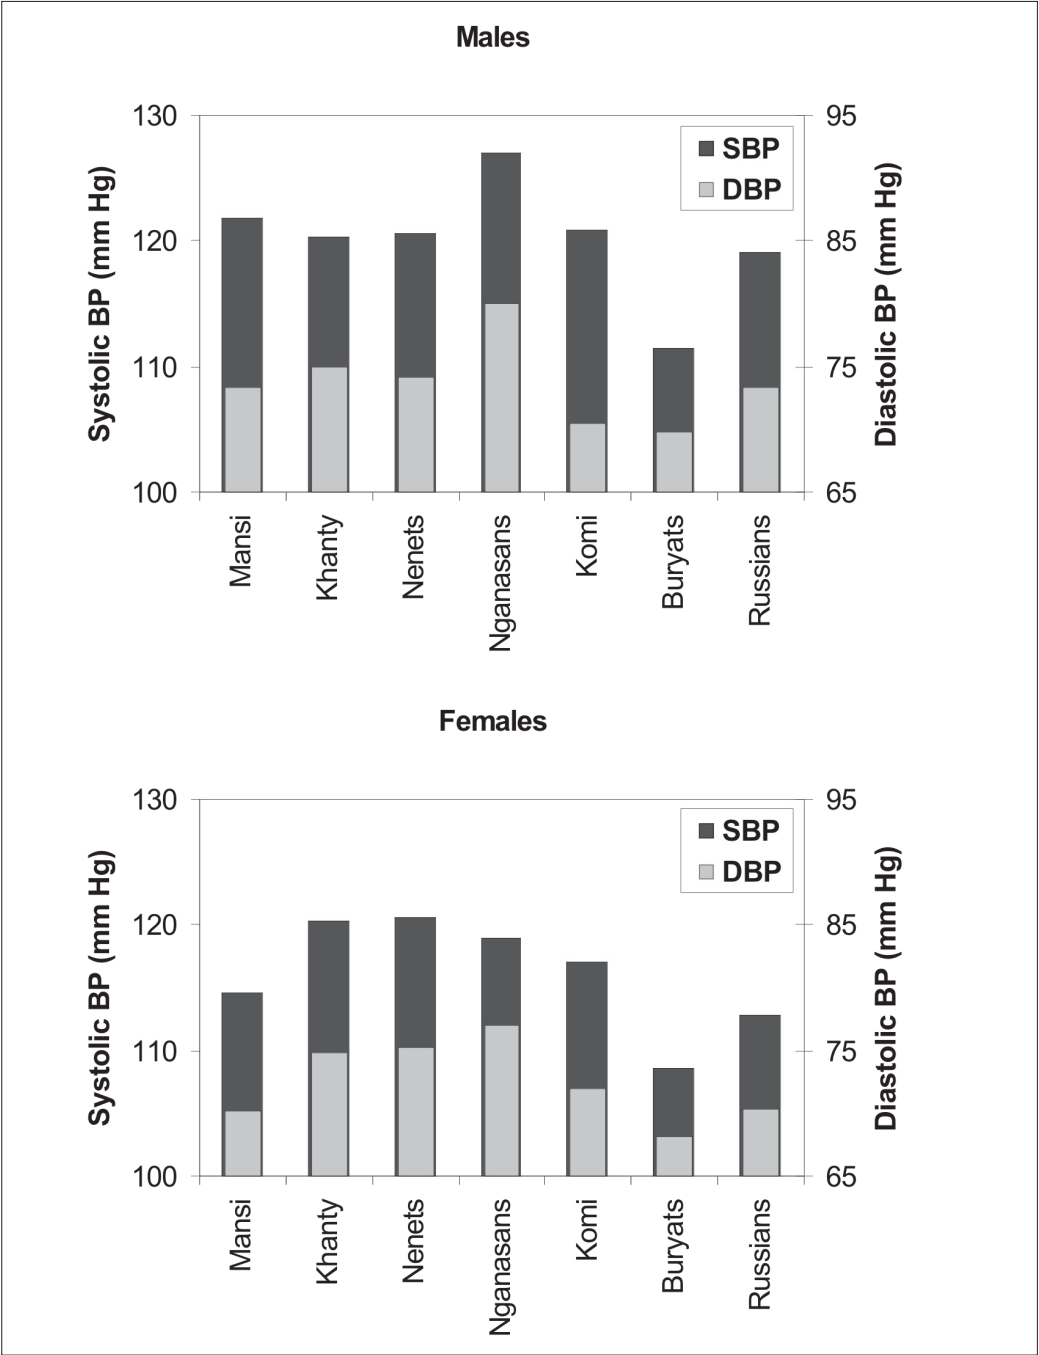 Males
130
120
110
100
Systolic BP (mm Hg)
95
85
75
65
Diastolic BP (mm Hg)
SBP
DBP
Mansi
Khanty
Nenets
Nganasans
Komi
Buryats
Russians
Females
130
120
110
100
Systolic BP (mm Hg)
95
85
75
65
Diastolic BP (mm Hg)
SBP
DBP
Mansi
Khanty
Nenets
Nganasans
Komi
Buryats
Russians